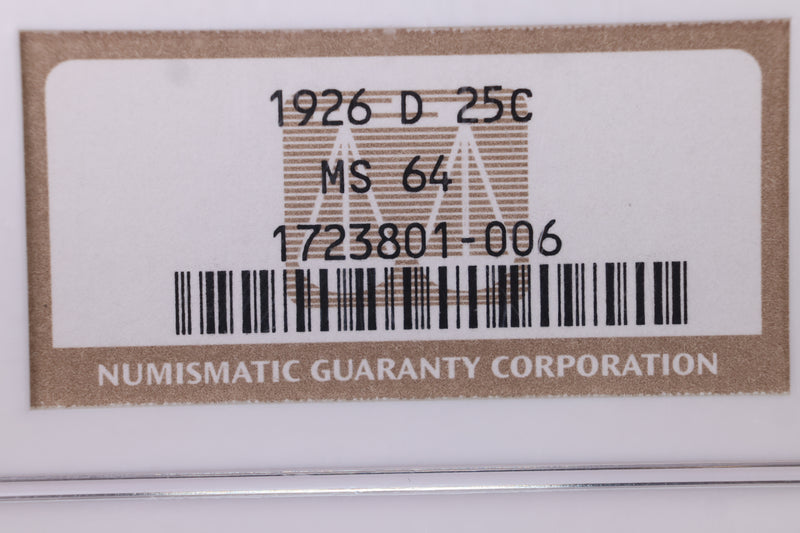 1926 D 25C
MS 64
1723801-006
NUMISMATIC GUARANTY CORPORATION